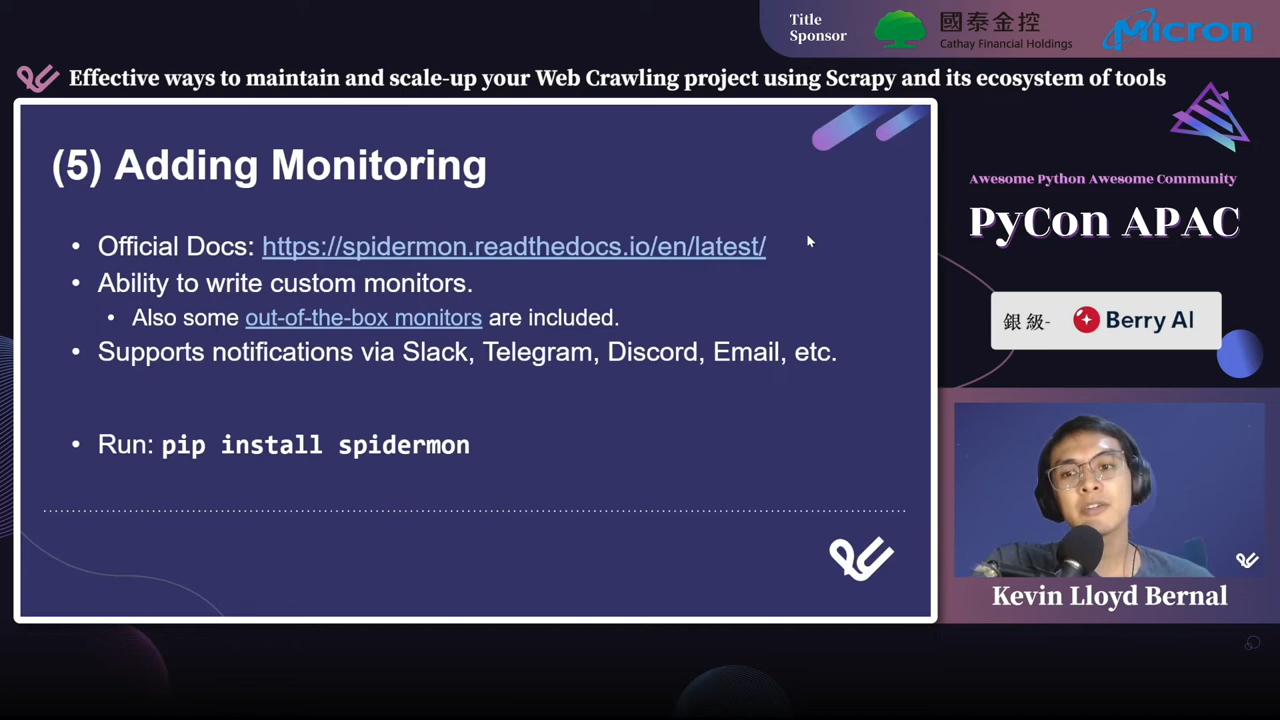 Title
Sponsor
國泰金控
Cathay Financial Holdings
Micron
Effective ways to maintain and scale-up your Web Crawling project using Scrapy and its ecosystem of tools
(5) Adding Monitoring
• Official Docs: https://spidermon.readthedocs.io/en/latest/
• Ability to write custom monitors.
• Also some out-of-the-box monitors are included.
• Supports notifications via Slack, Telegram, Discord, Email, etc.
• Run: pip install spidermon
Awesome Python Awesome Community
PyCon APAC
銀 級- Berry AI
Kevin Lloyd Bernal